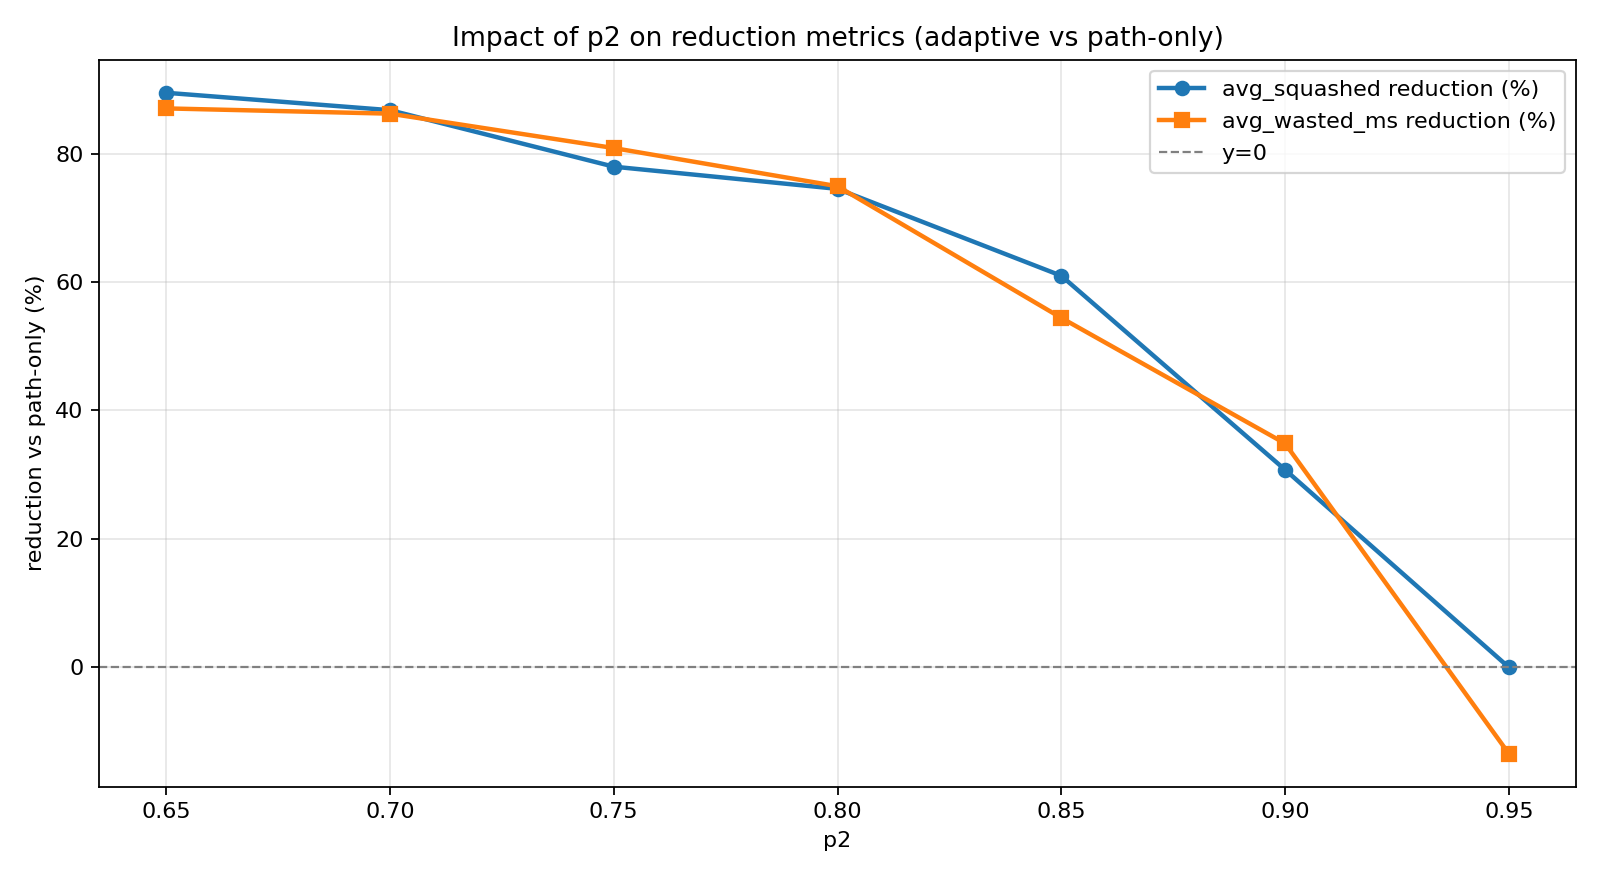 Impact of p2 on reduction metrics (adaptive vs path-only)
avg_squashed reduction (%)
avg_wasted_ms reduction (%)
y=0
reduction vs path-only (%)
80
60
40
20
0
0.65 0.70 0.75 0.80 0.85 0.90 0.95
p2